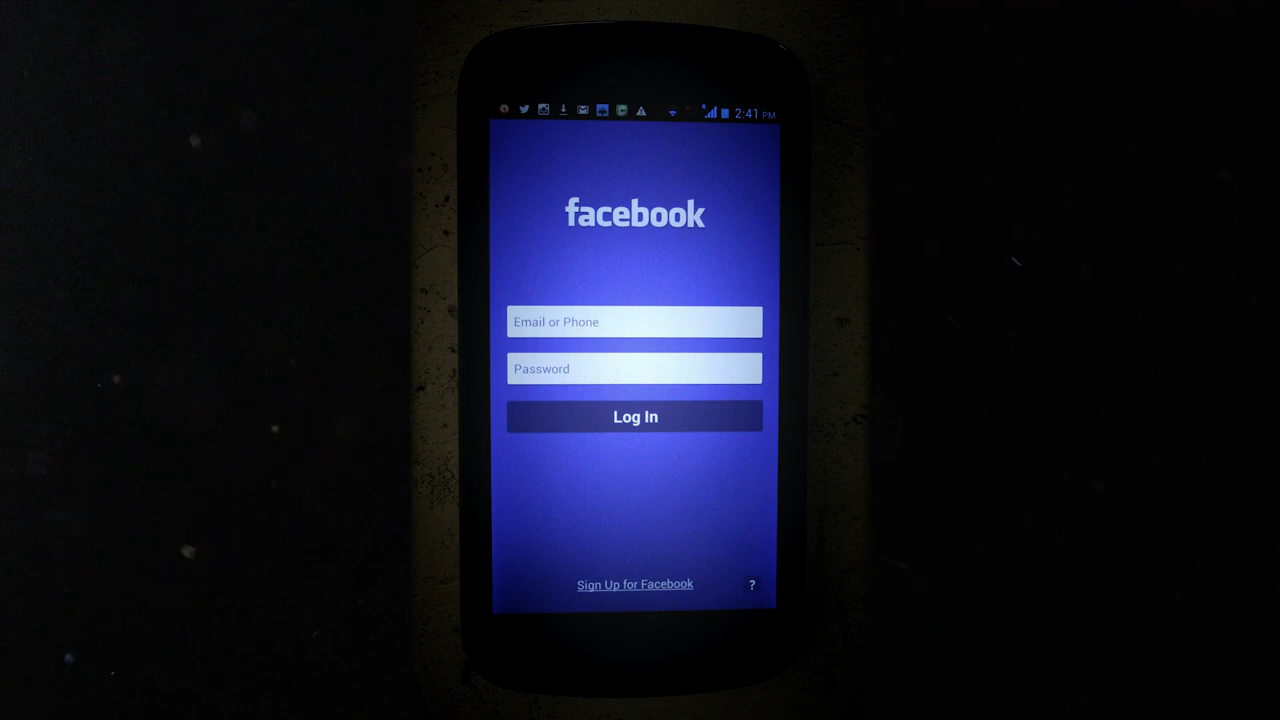 2:41 PM
facebook
Email or Phone
Password
Log In
Sign Up for Facebook
?